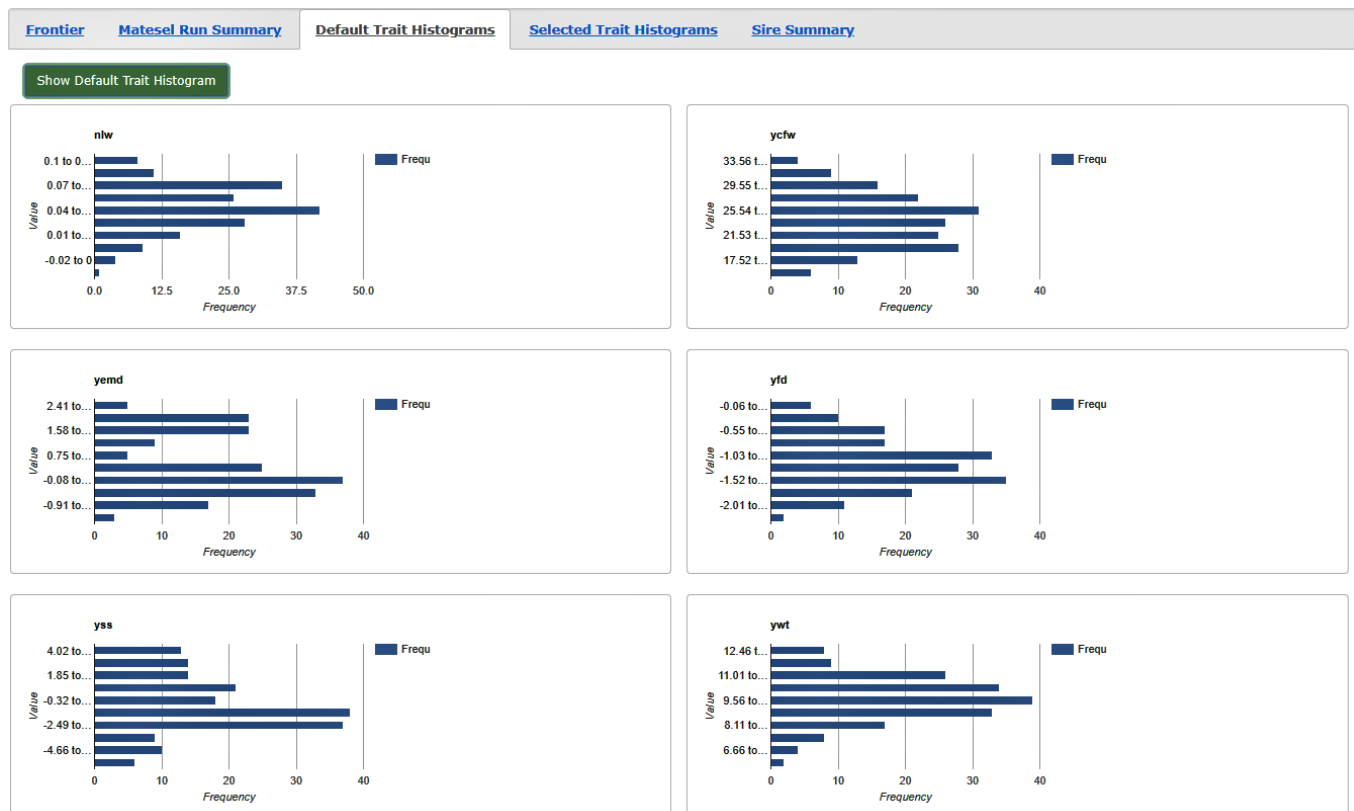 Frontier Matesel Run Summary Default Trait Histograms Selected Trait Histograms Sire Summary
Show Default Trait Histogram
nlw
0.1 to 0...
0.07 to...
0.04 to...
0.01 to...
-0.02 to 0
Value
0.0 12.5 25.0 37.5 50.0
Frequency
Frequ
ycfw
33.56 t...
29.55 t...
25.54 t...
21.53 t...
17.52 t...
Value
0 10 20 30 40
Frequency
Frequ
yemd
2.41 to...
1.58 to...
0.75 to...
-0.08 to...
-0.91 to...
Value
0 10 20 30 40
Frequency
Frequ
yfd
-0.06 to...
-0.55 to...
-1.03 to...
-1.52 to...
-2.01 to...
Value
0 10 20 30 40
Frequency
Frequ
yss
4.02 to...
1.85 to...
-0.32 to...
-2.49 to...
-4.66 to...
Value
0 10 20 30 40
Frequency
Frequ
ywt
12.46 t...
11.01 to...
9.56 to...
8.11 to...
6.66 to...
Value
0 10 20 30 40
Frequency
Frequ